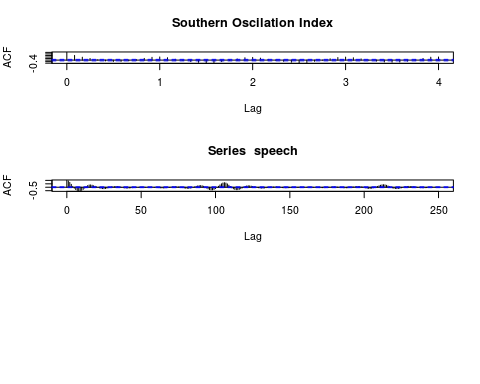 Southern Oscilation Index
ACF
-0.4
0 1 2 3 4
Lag
Series speech
ACF
-0.5
0 50 100 150 200 250
Lag